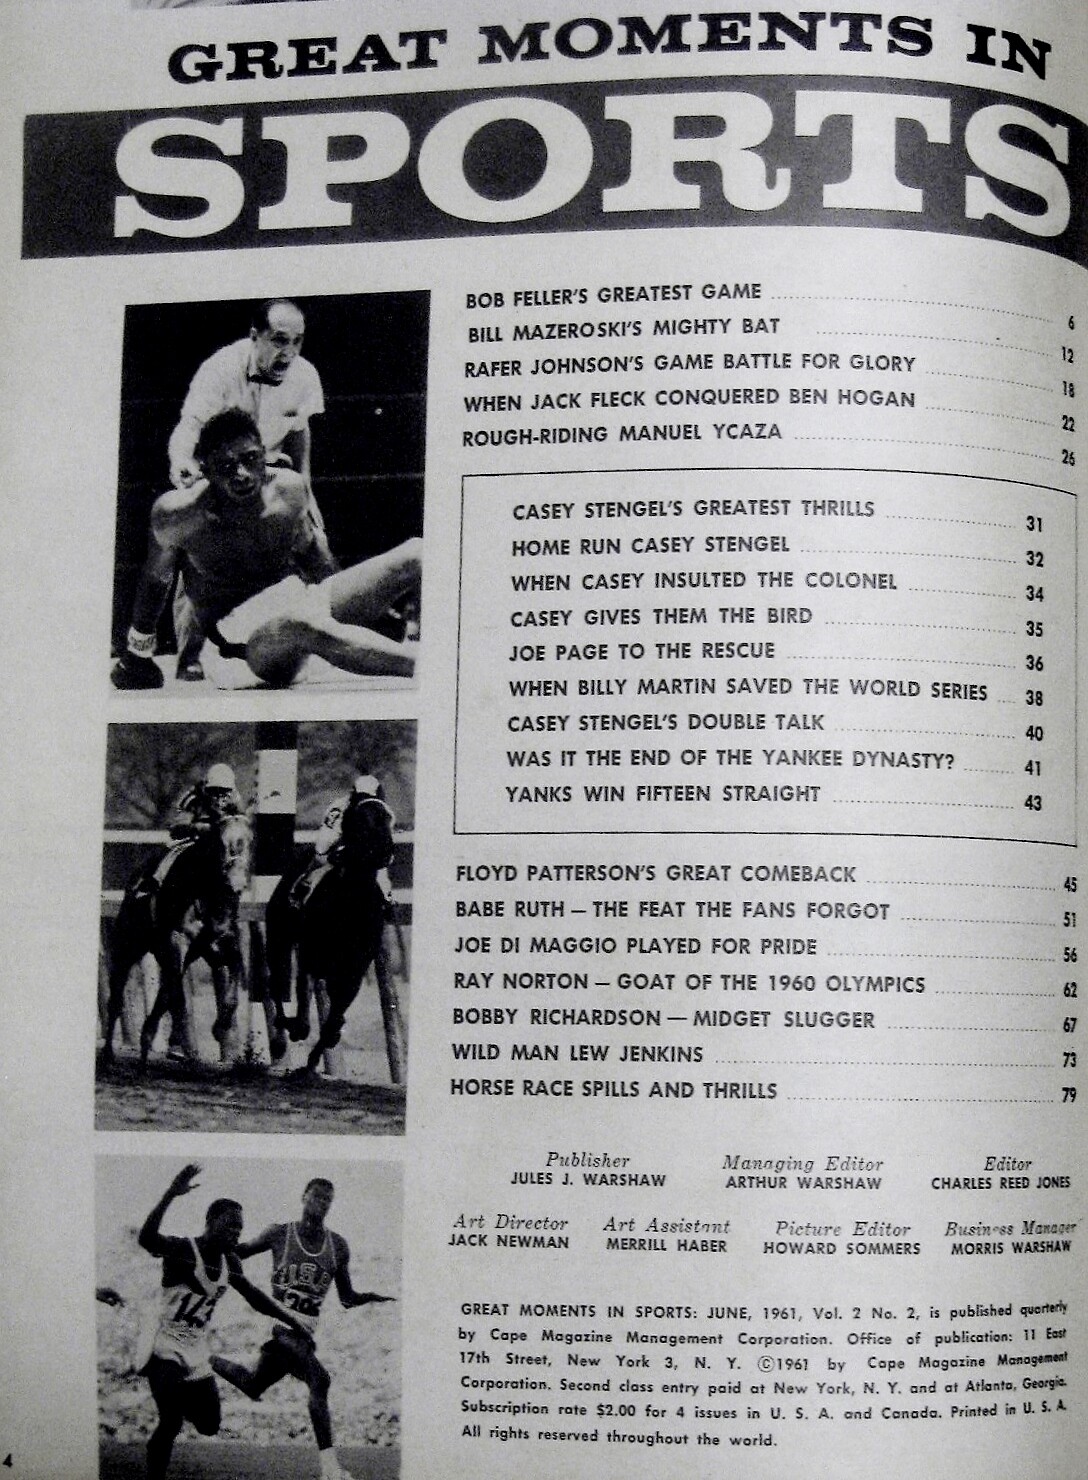 GREAT MOMENTS IN
SPORTS
BOB FELLER'S GREATEST GAME 6
BILL MAZEROSKI'S MIGHTY BAT 12
RAFER JOHNSON'S GAME BATTLE FOR GLORY 18
WHEN JACK FLECK CONQUERED BEN HOGAN 22
ROUGH-RIDING MANUEL YCAZA 26
CASEY STENGEL'S GREATEST THRILLS 31
HOME RUN CASEY STENGEL 32
WHEN CASEY INSULTED THE COLONEL 34
CASEY GIVES THEM THE BIRD 35
JOE PAGE TO THE RESCUE 36
WHEN BILLY MARTIN SAVED THE WORLD SERIES 38
CASEY STENGEL'S DOUBLE TALK 40
WAS IT THE END OF THE YANKEE DYNASTY? 41
YANKS WIN FIFTEEN STRAIGHT 43
FLOYD PATTERSON'S GREAT COMEBACK 45
BABE RUTH — THE FEAT THE FANS FORGOT 51
JOE DI MAGGIO PLAYED FOR PRIDE 56
RAY NORTON — GOAT OF THE 1960 OLYMPICS 62
BOBBY RICHARDSON — MIDGET SLUGGER 67
WILD MAN LEW JENKINS 73
HORSE RACE SPILLS AND THRILLS 79
Publisher Managing Editor Editor
JULES J. WARSHAW ARTHUR WARSHAW CHARLES REED JONES
Art Director Art Assistant Picture Editor Business Manager
JACK NEWMAN MERRILL HABER HOWARD SOMMERS MORRIS WARSHAW
GREAT MOMENTS IN SPORTS: JUNE, 1961, Vol. 2 No. 2, is published quarterly
by Cape Magazine Management Corporation. Office of publication: 11 East
17th Street, New York 3, N. Y. ©1961 by Cape Magazine Management
Corporation. Second class entry paid at New York, N. Y. and at Atlanta, Georgia.
Subscription rate $2.00 for 4 issues in U. S. A. and Canada. Printed in U. S. A.
All rights reserved throughout the world.
4